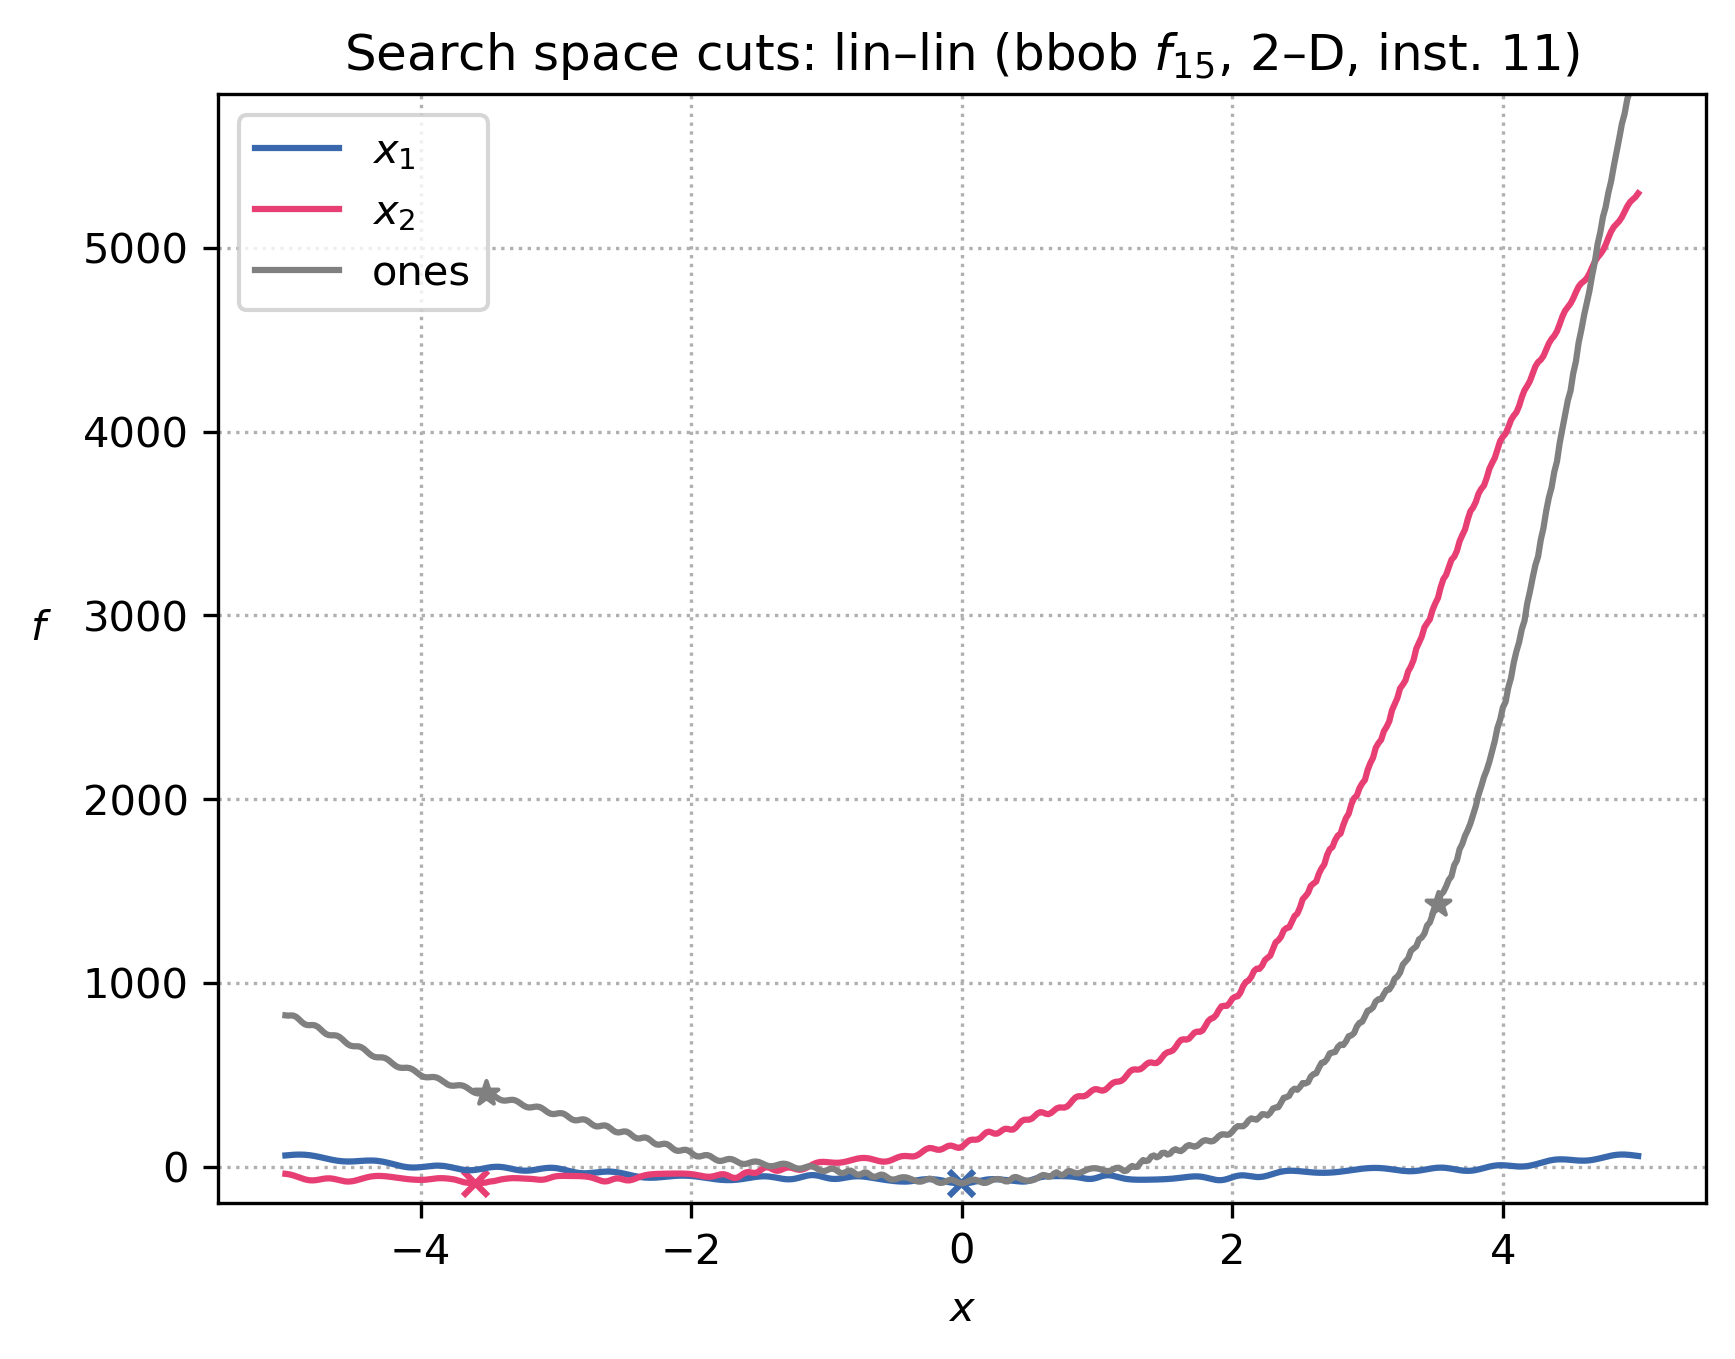 Search space cuts: lin–lin (bbob f₁₅, 2–D, inst. 11)
x₁
x₂
ones
5000
4000
3000
2000
1000
0
f
−4
−2
0
2
4
x